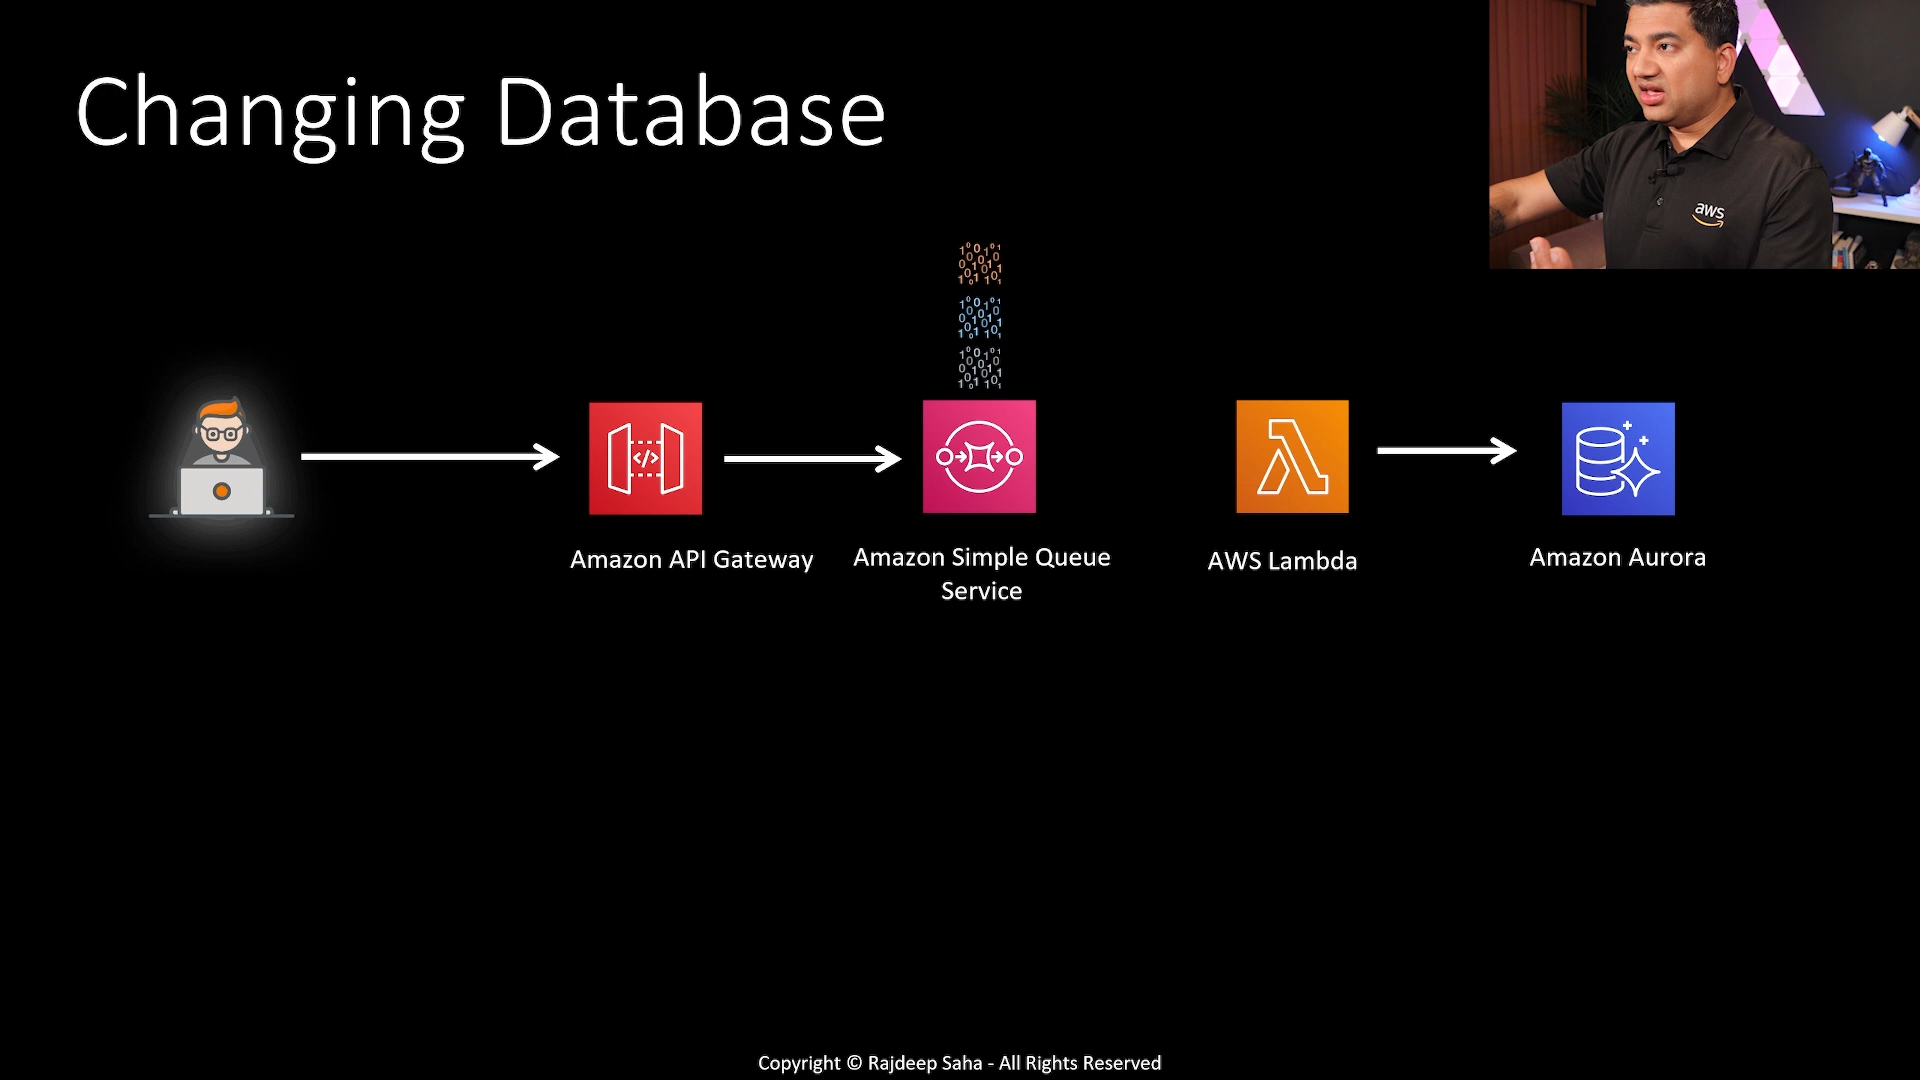 Changing Database
aws
Amazon API Gateway
Amazon Simple Queue
Service
AWS Lambda
Amazon Aurora
Copyright © Rajdeep Saha - All Rights Reserved